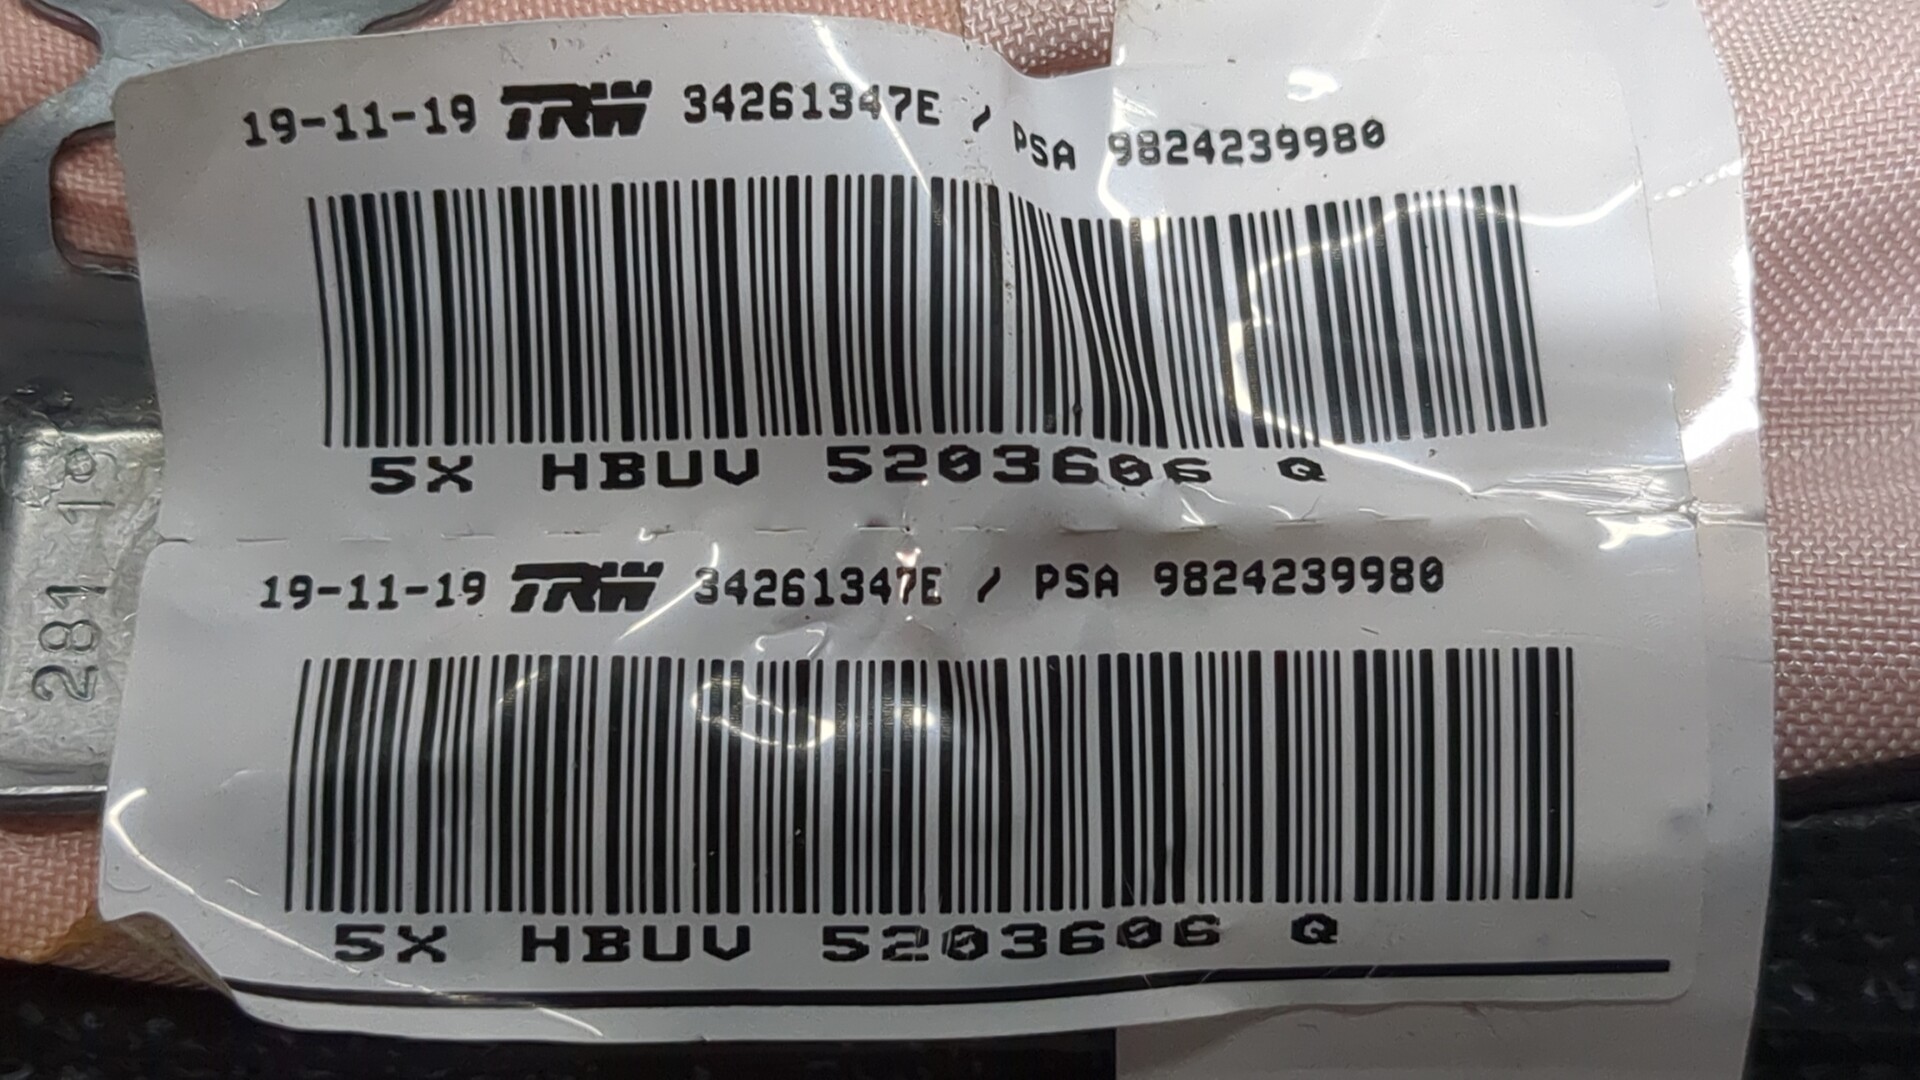 19-11-19 TRW 34261347E / PSA 9824239980
5X HBUV 5203606 Q
19-11-19 TRW 34261347E / PSA 9824239980
5X HBUV 5203606 Q
281 19